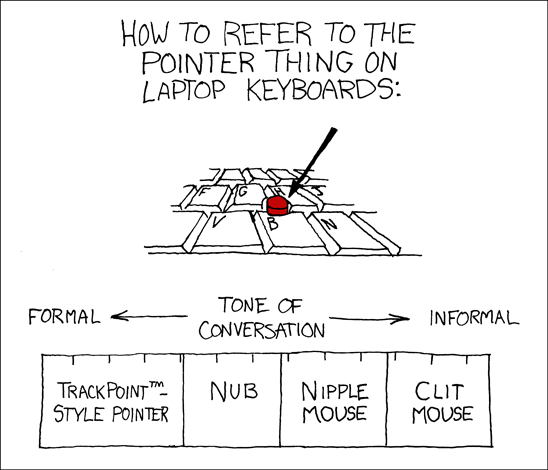 HOW TO REFER TO THE
POINTER THING ON
LAPTOP KEYBOARDS:
F G H J
V B N
FORMAL TONE OF CONVERSATION INFORMAL
TRACKPOINT™-
STYLE POINTER
NUB
NIPPLE
MOUSE
CLIT
MOUSE